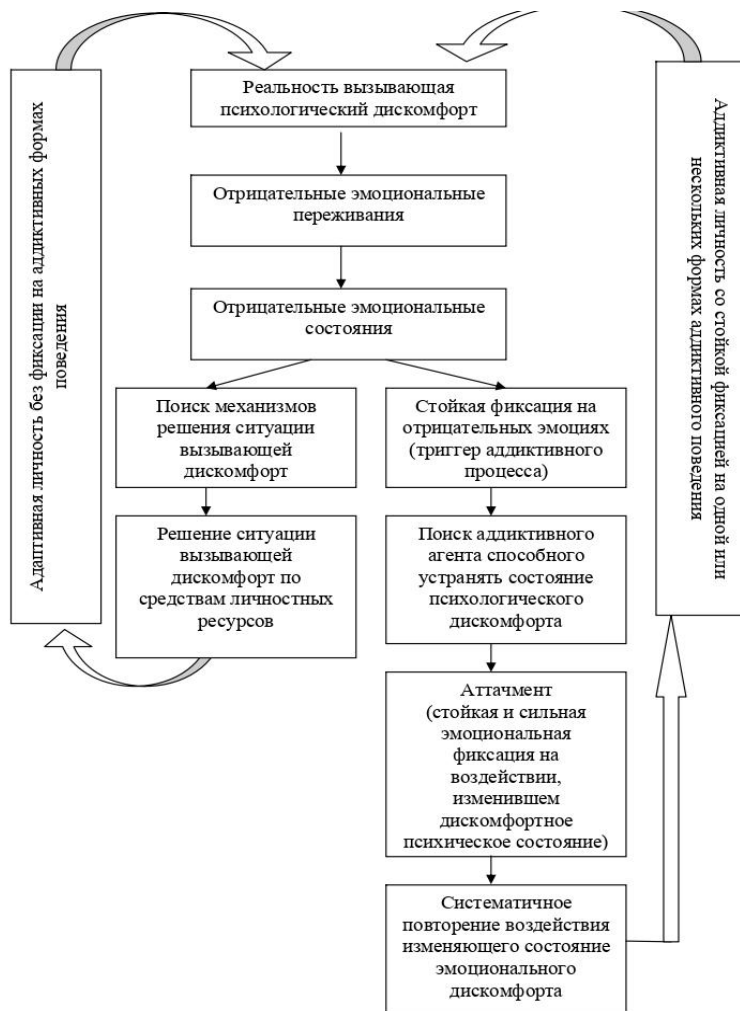 Реальность вызывающая
психологический дискомфорт
Отрицательные эмоциональные
переживания
Отрицательные эмоциональные
состояния
Поиск механизмов
решения ситуации
вызывающей
дискомфорт
Решение ситуации
вызывающей
дискомфорт по
средствам личностных
ресурсов
Стойкая фиксация на
отрицательных эмоциях
(триггер аддиктивного
процесса)
Поиск аддиктивного
агента способного
устранять состояние
психологического
дискомфорта
Аттачмент
(стойкая и сильная
эмоциональная
фиксация на
воздействии,
изменившем
дискомфортное
психическое состояние)
Систематичное
повторение воздействия
изменяющего состояние
эмоционального
дискомфорта
Адаптивная личность без фиксации на аддиктивных формах
поведения
Аддиктивная личность со стойкой фиксацией на одной или
нескольких формах аддиктивного поведения